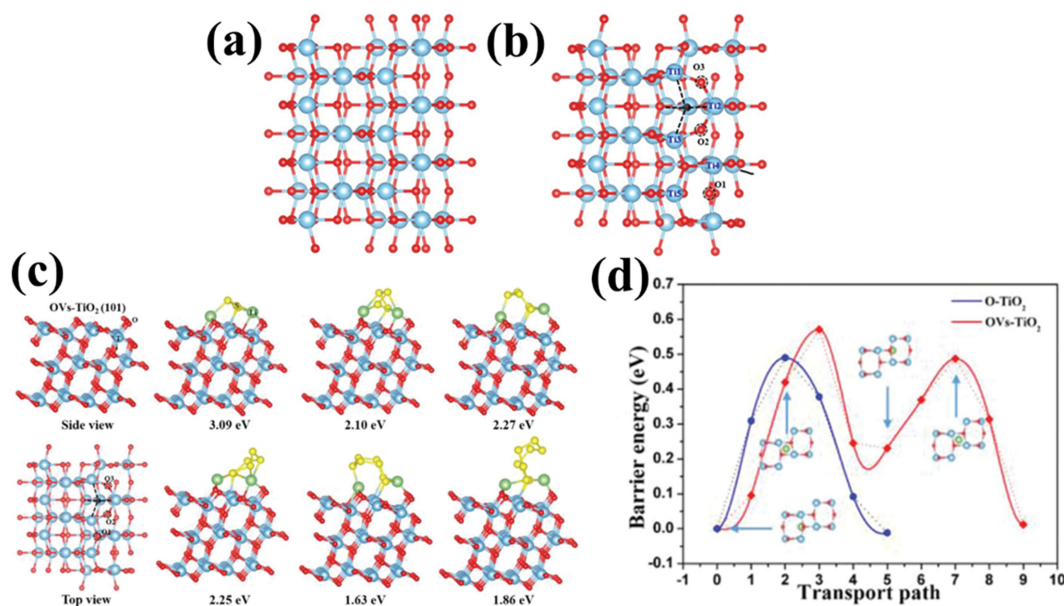 (a)
(b)
Ti1
O3
Ti2
Ti3
O2
Ti4
Ti5
O1
(c)
OVs-TiO2 (101)
O
Side view
3.09 eV
2.10 eV
2.27 eV
O3
O2
Top view
2.25 eV
1.63 eV
1.86 eV
(d)
O-TiO2
OVs-TiO2
Barrier energy (eV)
0.6
0.5
0.4
0.3
0.2
0.1
0.0
-0.1
-1 0 1 2 3 4 5 6 7 8 9 10
Transport path